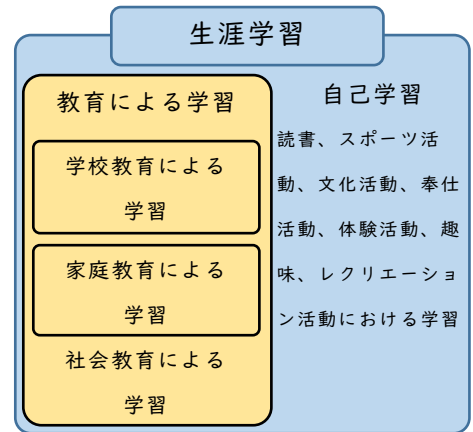 生涯学習
教育による学習
学校教育による
学習
家庭教育による
学習
社会教育による
学習
自己学習
読書、スポーツ活
動、文化活動、奉仕
活動、体験活動、趣
味、レクリエーショ
ン活動における学習